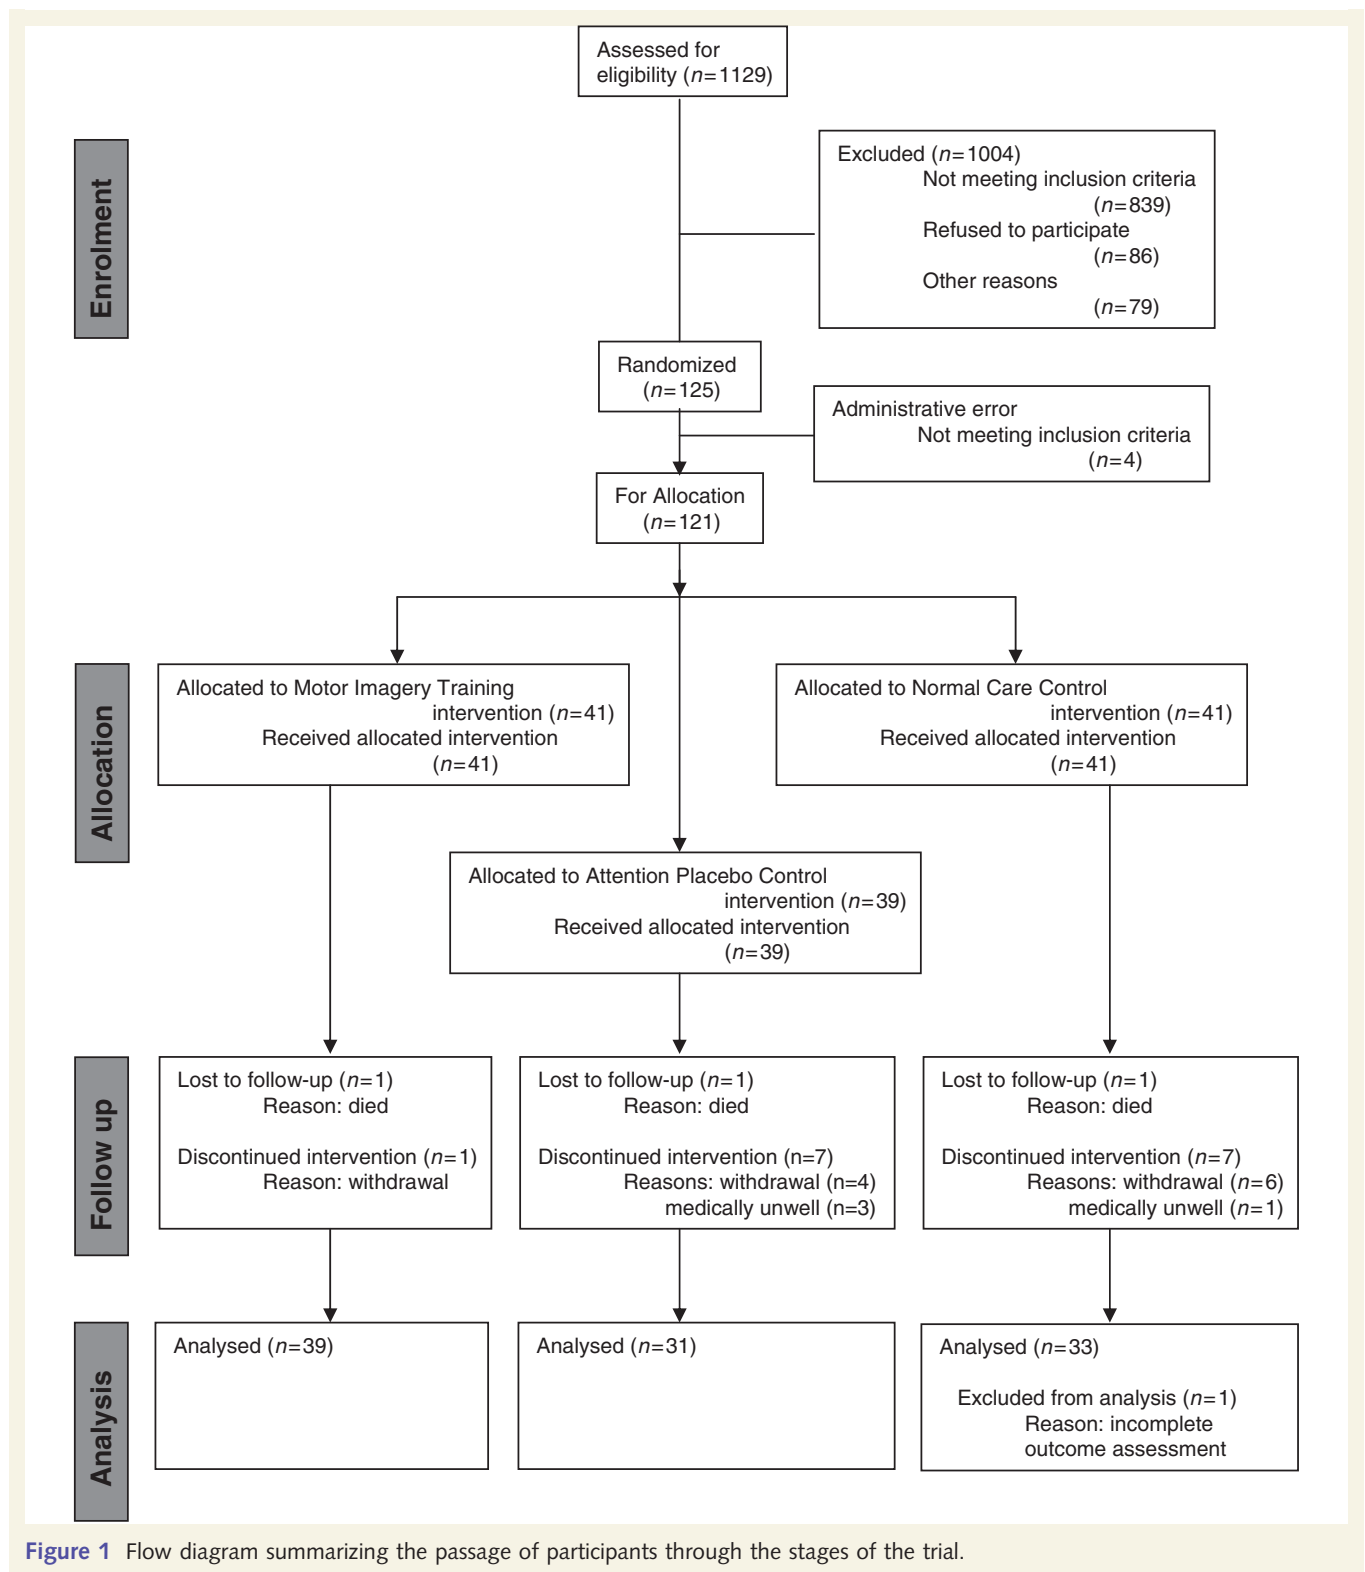 Assessed for
eligibility (n=1129)
Enrolment
Excluded (n=1004)
Not meeting inclusion criteria
(n=839)
Refused to participate
(n=86)
Other reasons
(n=79)
Randomized
(n=125)
Administrative error
Not meeting inclusion criteria
(n=4)
For Allocation
(n=121)
Allocation
Allocated to Motor Imagery Training
intervention (n=41)
Received allocated intervention
(n=41)
Allocated to Normal Care Control
intervention (n=41)
Received allocated intervention
(n=41)
Allocated to Attention Placebo Control
intervention (n=39)
Received allocated intervention
(n=39)
Follow up
Lost to follow-up (n=1)
Reason: died
Discontinued intervention (n=1)
Reason: withdrawal
Lost to follow-up (n=1)
Reason: died
Discontinued intervention (n=7)
Reasons: withdrawal (n=4)
medically unwell (n=3)
Lost to follow-up (n=1)
Reason: died
Discontinued intervention (n=7)
Reasons: withdrawal (n=6)
medically unwell (n=1)
Analysis
Analysed (n=39)
Analysed (n=31)
Analysed (n=33)
Excluded from analysis (n=1)
Reason: incomplete
outcome assessment
Figure 1 Flow diagram summarizing the passage of participants through the stages of the trial.